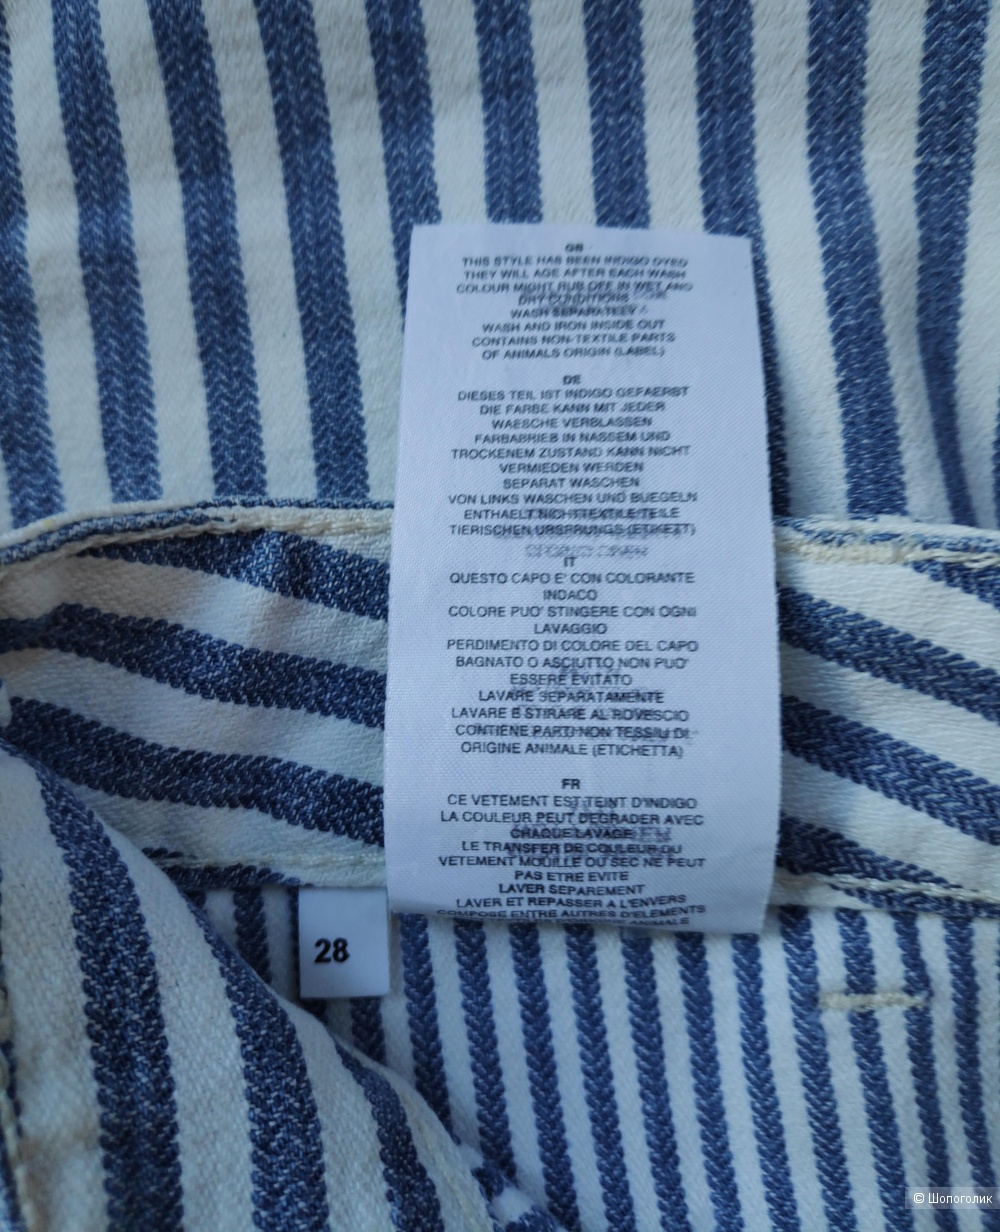 GB
THIS STYLE HAS BEEN INDIGO DYED
THEY WILL AGE AFTER EACH WASH
COLOUR MIGHT RUB OFF IN WET AND
DRY CONDITIONS
WASH SEPARATELY
WASH AND IRON INSIDE OUT
CONTAINS NON-TEXTILE PARTS
OF ANIMALS ORIGIN (LABEL)
DE
DIESES TEIL IST INDIGO GEFAERBT
DIE FARBE KANN MIT JEDER
WAESCHE VERBLASSEN
FARBABRIEB IN NASSEM UND
TROCKENEM ZUSTAND KANN NICHT
VERMIEDEN WERDEN
SEPARAT WASCHEN
VON LINKS WASCHEN UND BUEGELN
ENTHAELT NICHTTEXTILE TEILE
TIERISCHEN URSPRUNGS (ETIKETT)
IT
QUESTO CAPO E' CON COLORANTE
INDACO
COLORE PUO' STINGERE CON OGNI
LAVAGGIO
PERDIMENTO DI COLORE DEL CAPO
BAGNATO O ASCIUTTO NON PUO'
ESSERE EVITATO
LAVARE SEPARATAMENTE
LAVARE E STIRARE AL ROVESCIO
CONTIENE PARTI NON TESSILI DI
ORIGINE ANIMALE (ETICHETTA)
FR
CE VETEMENT EST TEINT D'INDIGO
LA COULEUR PEUT DEGRADER AVEC
CHAQUE LAVAGE
LE TRANSFER DE COULEUR DU
VETEMENT MOUILLE OU SEC NE PEUT
PAS ETRE EVITE
LAVER SEPAREMENT
LAVER ET REPASSER A L'ENVERS
COMPOSE ENTRE AUTRES D'ELEMENTS
ANIMALE
28
© Шопоголик